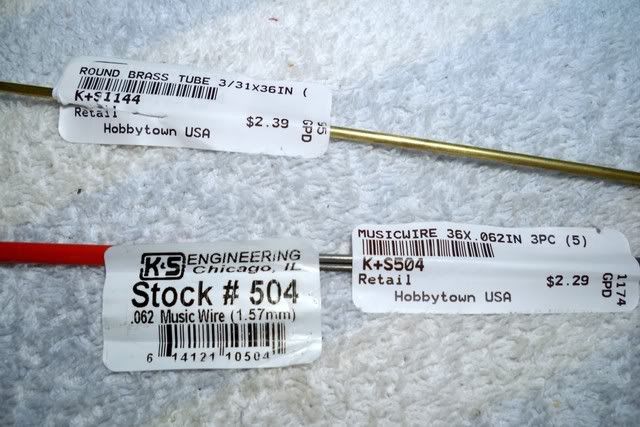 ROUND BRASS TUBE 3/31X36IN (
K+S1144
Retail
$2.39
Hobbytown USA
GPD
K+S ENGINEERING
Chicago, IL
Stock # 504
.062 Music Wire (1.57mm)
6 14121 10504
MUSICWIRE 36X.062IN 3PC (5)
K+S504
Retail
$2.29
Hobbytown USA
1174
GPD